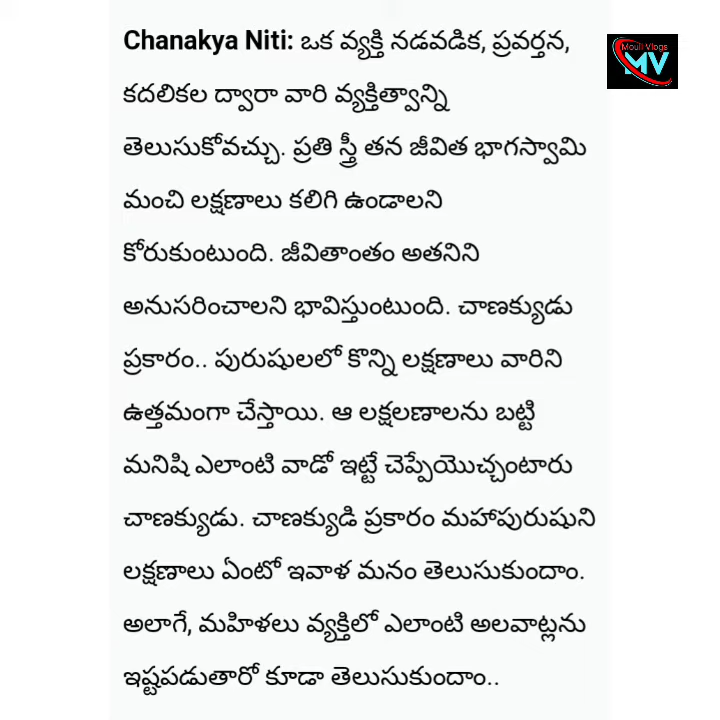 Chanakya Niti: ఒక వ్యక్తి నడవడిక, ప్రవర్తన,
కదలికల ద్వారా వారి వ్యక్తిత్వాన్ని
తెలుసుకోవచ్చు. ప్రతి స్త్రీ తన జీవిత భాగస్వామి
మంచి లక్షణాలు కలిగి ఉండాలని
కోరుకుంటుంది. జీవితాంతం అతనిని
అనుసరించాలని భావిస్తుంటుంది. చాణక్యుడు
ప్రకారం.. పురుషులలో కొన్ని లక్షణాలు వారిని
ఉత్తమంగా చేస్తాయి. ఆ లక్షలణాలను బట్టి
మనిషి ఎలాంటి వాడో ఇట్టే చెప్పేయొచ్చంటారు
చాణక్యుడు. చాణక్యుడి ప్రకారం మహాపురుషుని
లక్షణాలు ఏంటో ఇవాళ మనం తెలుసుకుందాం.
అలాగే, మహిళలు వ్యక్తిలో ఎలాంటి అలవాట్లను
ఇష్టపడుతారో కూడా తెలుసుకుందాం..
Mouli Vlogs
MV